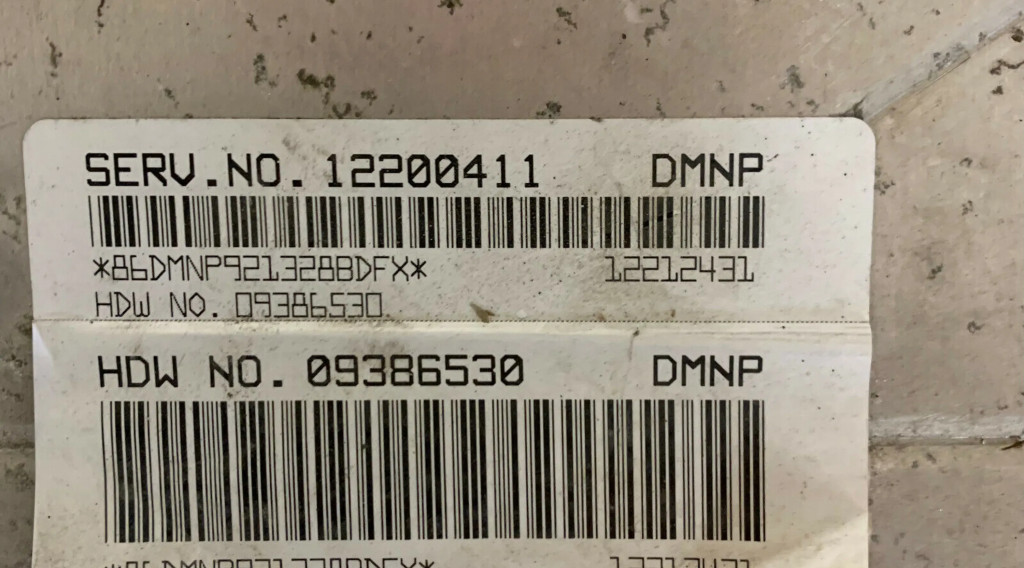 SERV.NO. 12200411 DMNP
*86DMNP921328BDFX* 12212431
HDW NO. 09386530
HDW NO. 09386530 DMNP